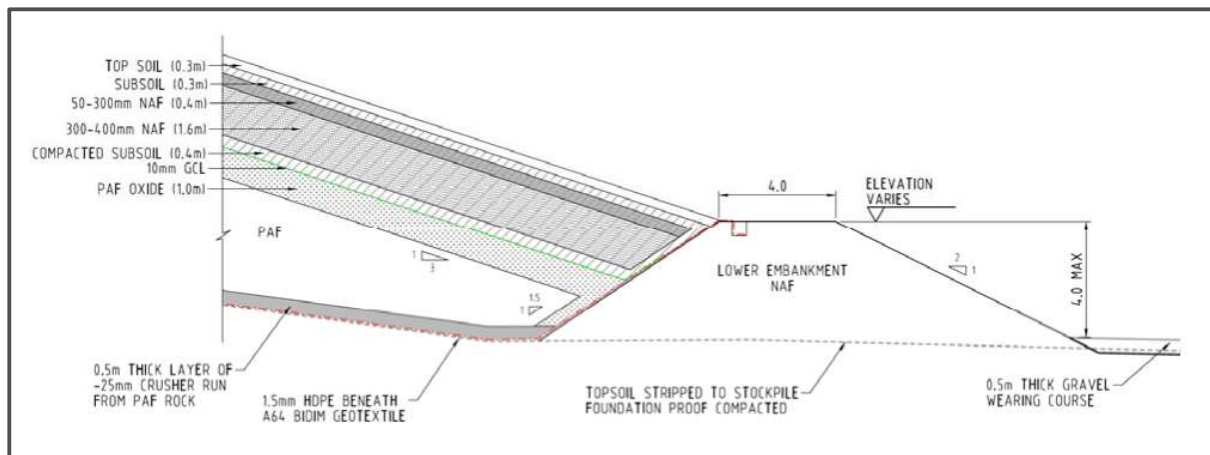 TOP SOIL (0.3m)
SUBSOIL (0.3m)
50-300mm NAF (0.4m)
300-400mm NAF (1.6m)
COMPACTED SUBSOIL (0.4m)
10mm GCL
PAF OXIDE (1.0m)
PAF
1
3
1.5
1
4.0
ELEVATION
VARIES
LOWER EMBANKMENT
NAF
2
1
4.0 MAX
0.5m THICK LAYER OF
-25mm CRUSHER RUN
FROM PAF ROCK
1.5mm HDPE BENEATH
A64 BIDIM GEOTEXTILE
TOPSOIL STRIPPED TO STOCKPILE
FOUNDATION PROOF COMPACTED
0.5m THICK GRAVEL
WEARING COURSE